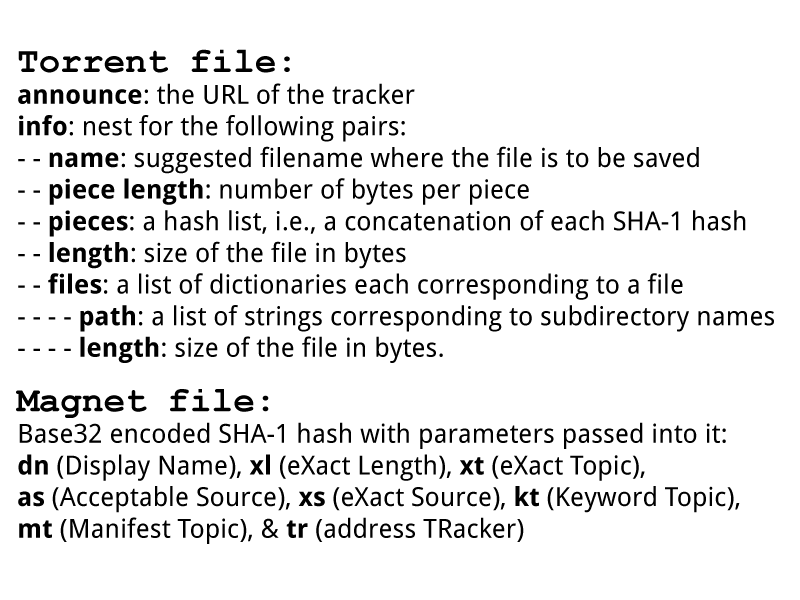 Torrent file:
announce: the URL of the tracker
info: nest for the following pairs:
- - name: suggested filename where the file is to be saved
- - piece length: number of bytes per piece
- - pieces: a hash list, i.e., a concatenation of each SHA-1 hash
- - length: size of the file in bytes
- - files: a list of dictionaries each corresponding to a file
- - - - path: a list of strings corresponding to subdirectory names
- - - - length: size of the file in bytes.
Magnet file:
Base32 encoded SHA-1 hash with parameters passed into it:
dn (Display Name), xl (eXact Length), xt (eXact Topic),
as (Acceptable Source), xs (eXact Source), kt (Keyword Topic),
mt (Manifest Topic), & tr (address TRacker)